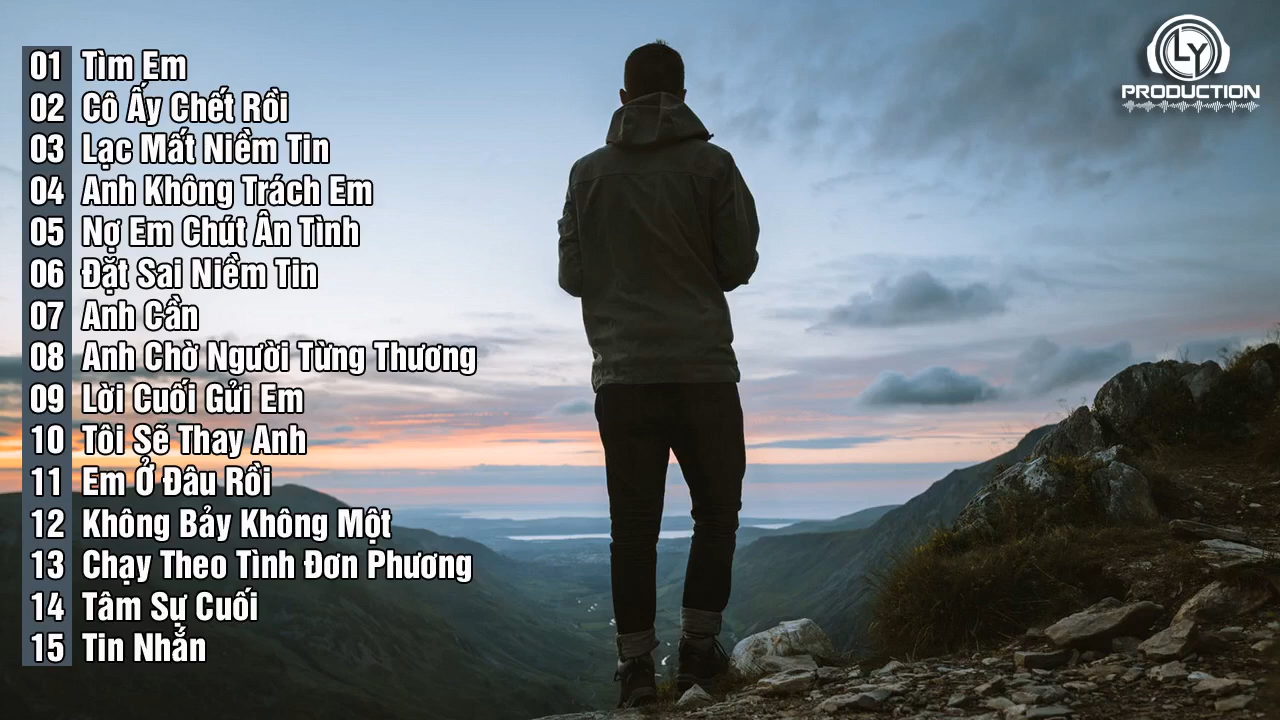 01 Tìm Em
02 Cô Ấy Chết Rồi
03 Lạc Mất Niềm Tin
04 Anh Không Trách Em
05 Nợ Em Chút Ân Tình
06 Đặt Sai Niềm Tin
07 Anh Cần
08 Anh Chờ Người Từng Thương
09 Lời Cuối Gửi Em
10 Tôi Sẽ Thay Anh
11 Em Ở Đâu Rồi
12 Không Bảy Không Một
13 Chạy Theo Tình Đơn Phương
14 Tâm Sự Cuối
15 Tin Nhắn
LY
PRODUCTION